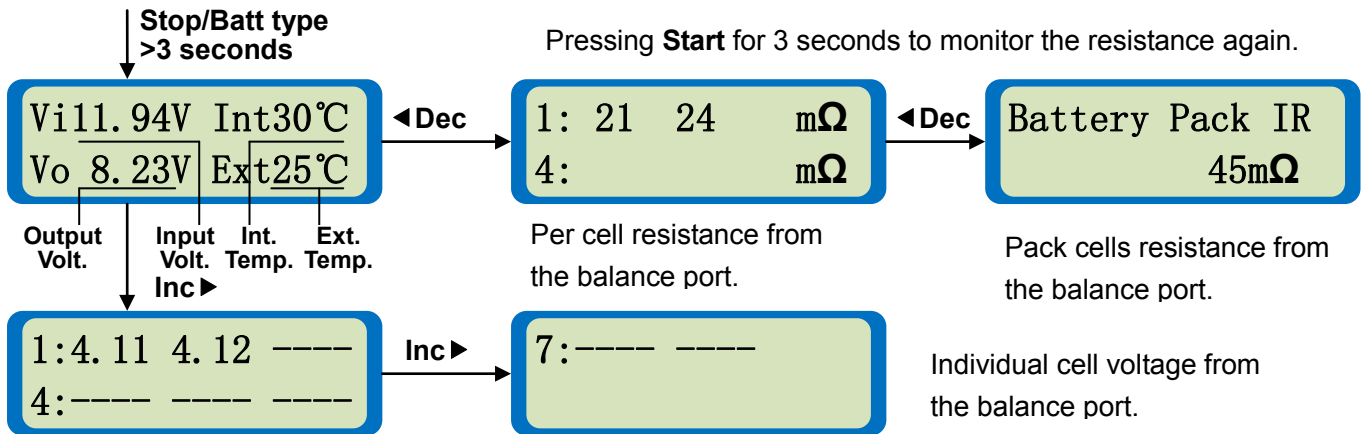 Stop/Batt type
>3 seconds
Pressing Start for 3 seconds to monitor the resistance again.
Vi11.94V Int30℃
Vo 8.23V Ext25℃
◀Dec
1: 21 24 mΩ
4: mΩ
◀Dec
Battery Pack IR
45mΩ
Output Volt.
Input Volt.
Int. Temp.
Ext. Temp.
Inc▶
Per cell resistance from
the balance port.
Pack cells resistance from
the balance port.
1:4.11 4.12 ----
4:---- ---- ----
Inc▶
7:---- ----
Individual cell voltage from
the balance port.